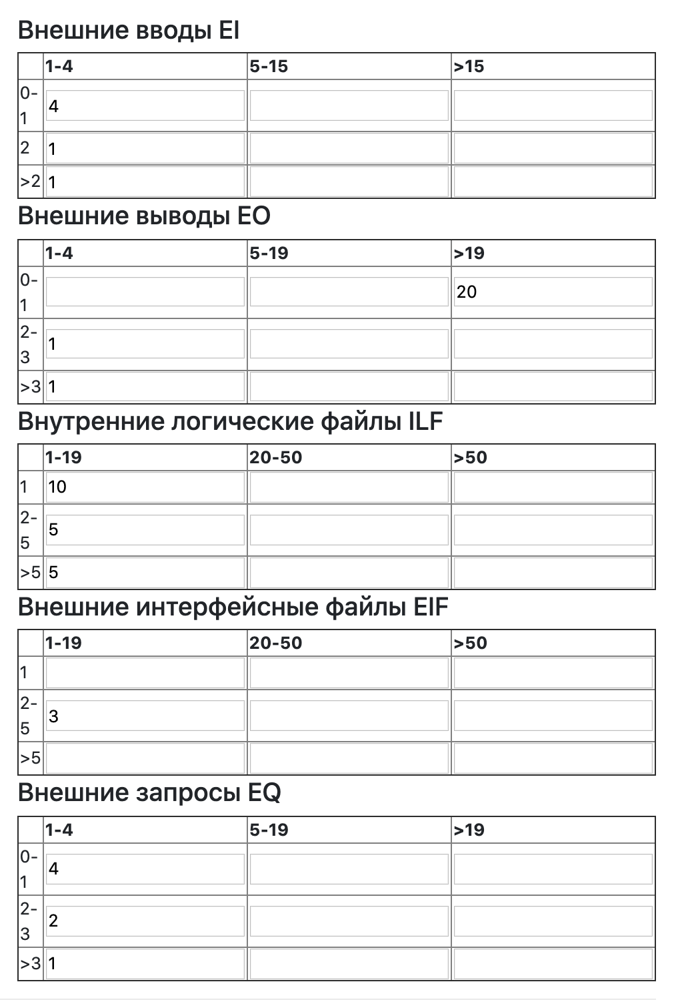 Внешние вводы EI
1-4 5-15 >15
0-
1 4
2 1
>2 1
Внешние выводы EO
1-4 5-19 >19
0-
1 20
2-
3 1
>3 1
Внутренние логические файлы ILF
1-19 20-50 >50
1 10
2-
5 5
>5 5
Внешние интерфейсные файлы EIF
1-19 20-50 >50
1
2-
5 3
>5
Внешние запросы EQ
1-4 5-19 >19
0-
1 4
2-
3 2
>3 1